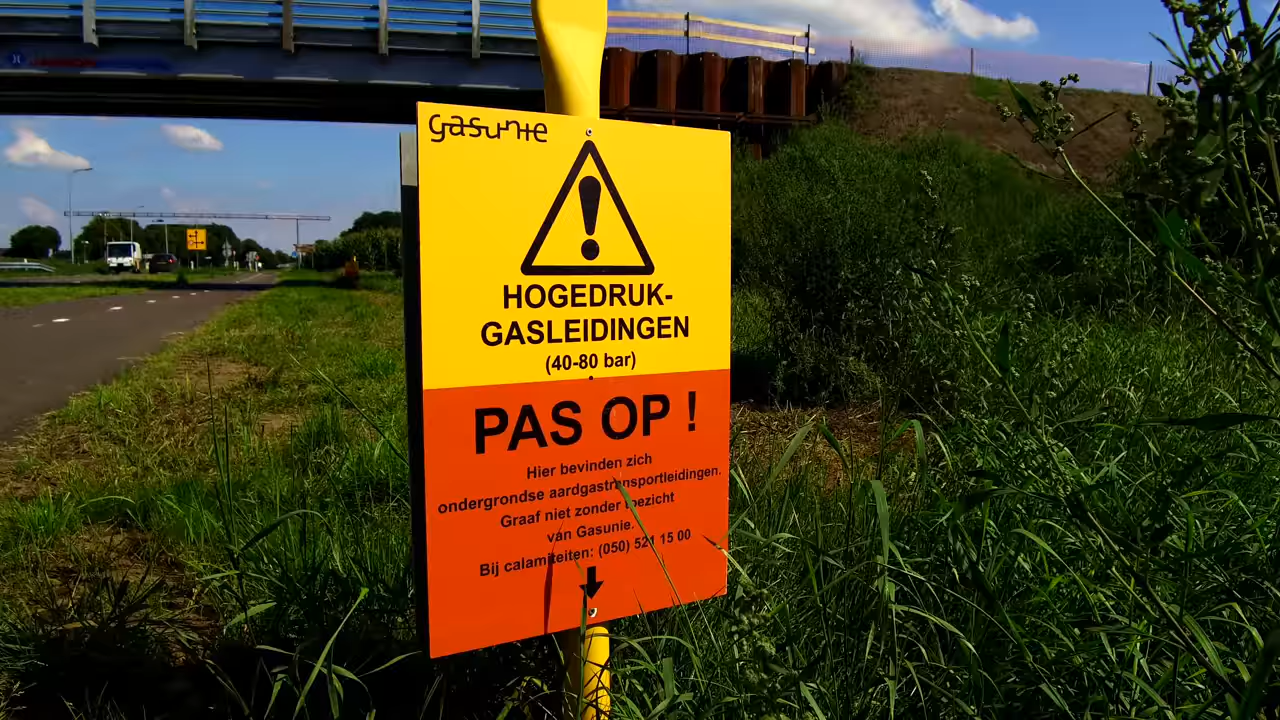 gasunie
HOGEDRUK-
GASLEIDINGEN
(40-80 bar)
PAS OP !
Hier bevinden zich
ondergrondse aardgastransportleidingen.
Graaf niet zonder toezicht
van Gasunie.
Bij calamiteiten: (050) 521 15 00